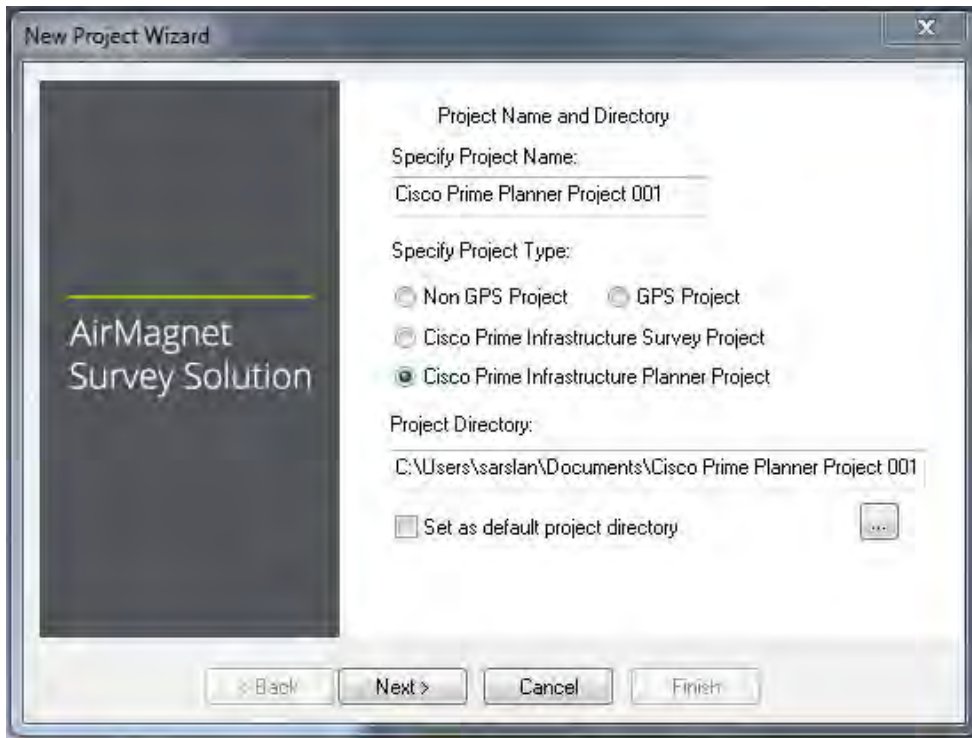 New Project Wizard
X
Project Name and Directory
Specify Project Name:
Cisco Prime Planner Project 001
Specify Project Type:
Non GPS Project
GPS Project
Cisco Prime Infrastructure Survey Project
Cisco Prime Infrastructure Planner Project
AirMagnet
Survey Solution
Project Directory:
C:\Users\sarslan\Documents\Cisco Prime Planner Project 001
Set as default project directory
...
< Back
Next >
Cancel
Finish